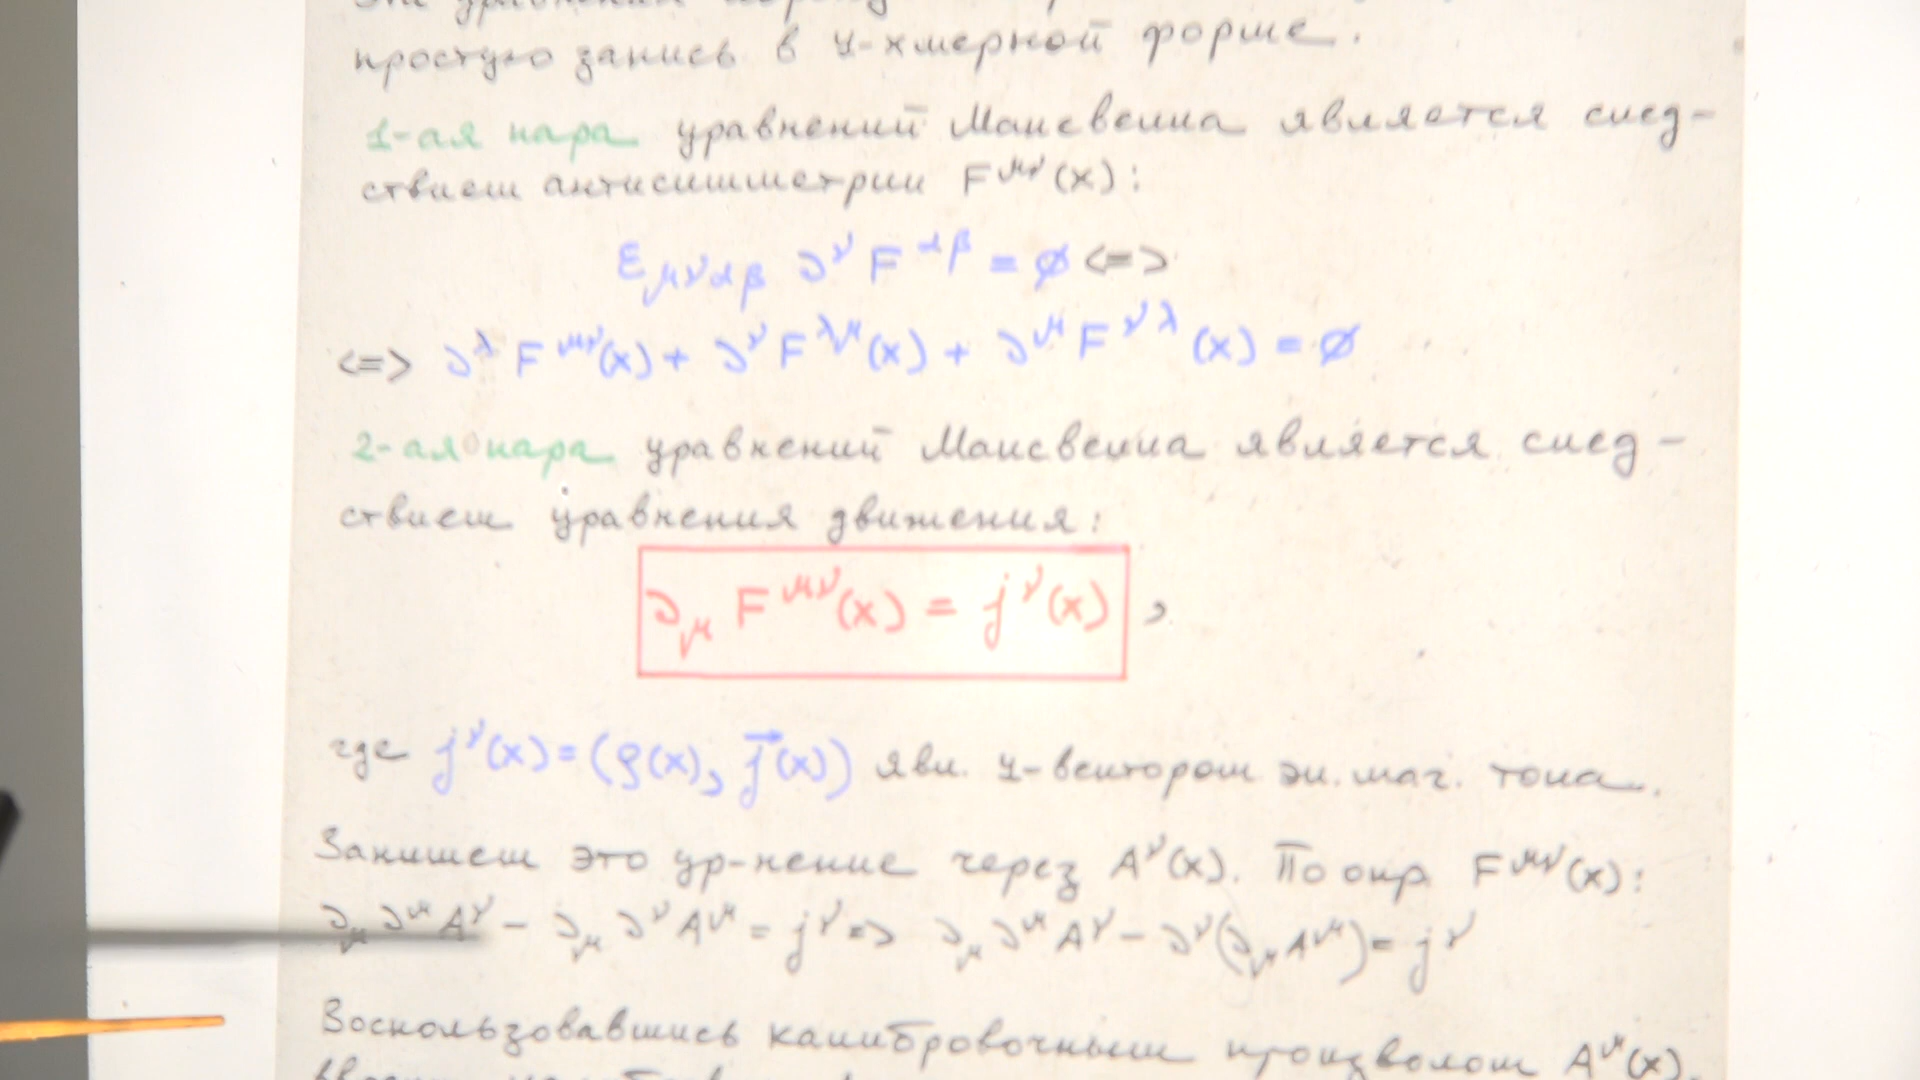 простую запись в 4-хмерной форме.
1-ая пара уравнений Максвелла является след-
ствием антисимметрии F^{μν}(x):
ε_{μναβ} ∂^ν F^{αβ} = ∅ <=>
<=> ∂^λ F^{μν}(x) + ∂^ν F^{λμ}(x) + ∂^μ F^{νλ}(x) = ∅
2-ая пара уравнений Максвелла является след-
ствием уравнения движения:
∂_μ F^{μν}(x) = j^ν(x) ,
где j^ν(x) = (ρ(x), \vec{j}(x)) явл. 4-вектором эл. маг. тока.
Запишем это ур-нение через A^ν(x). По опр F^{μν}(x):
∂_μ ∂^μ A^ν - ∂_μ ∂^ν A^μ = j^ν => ∂_μ ∂^μ A^ν - ∂^ν(∂_μ A^μ) = j^ν
Воспользовавшись калибровочным произволом A^μ(x),